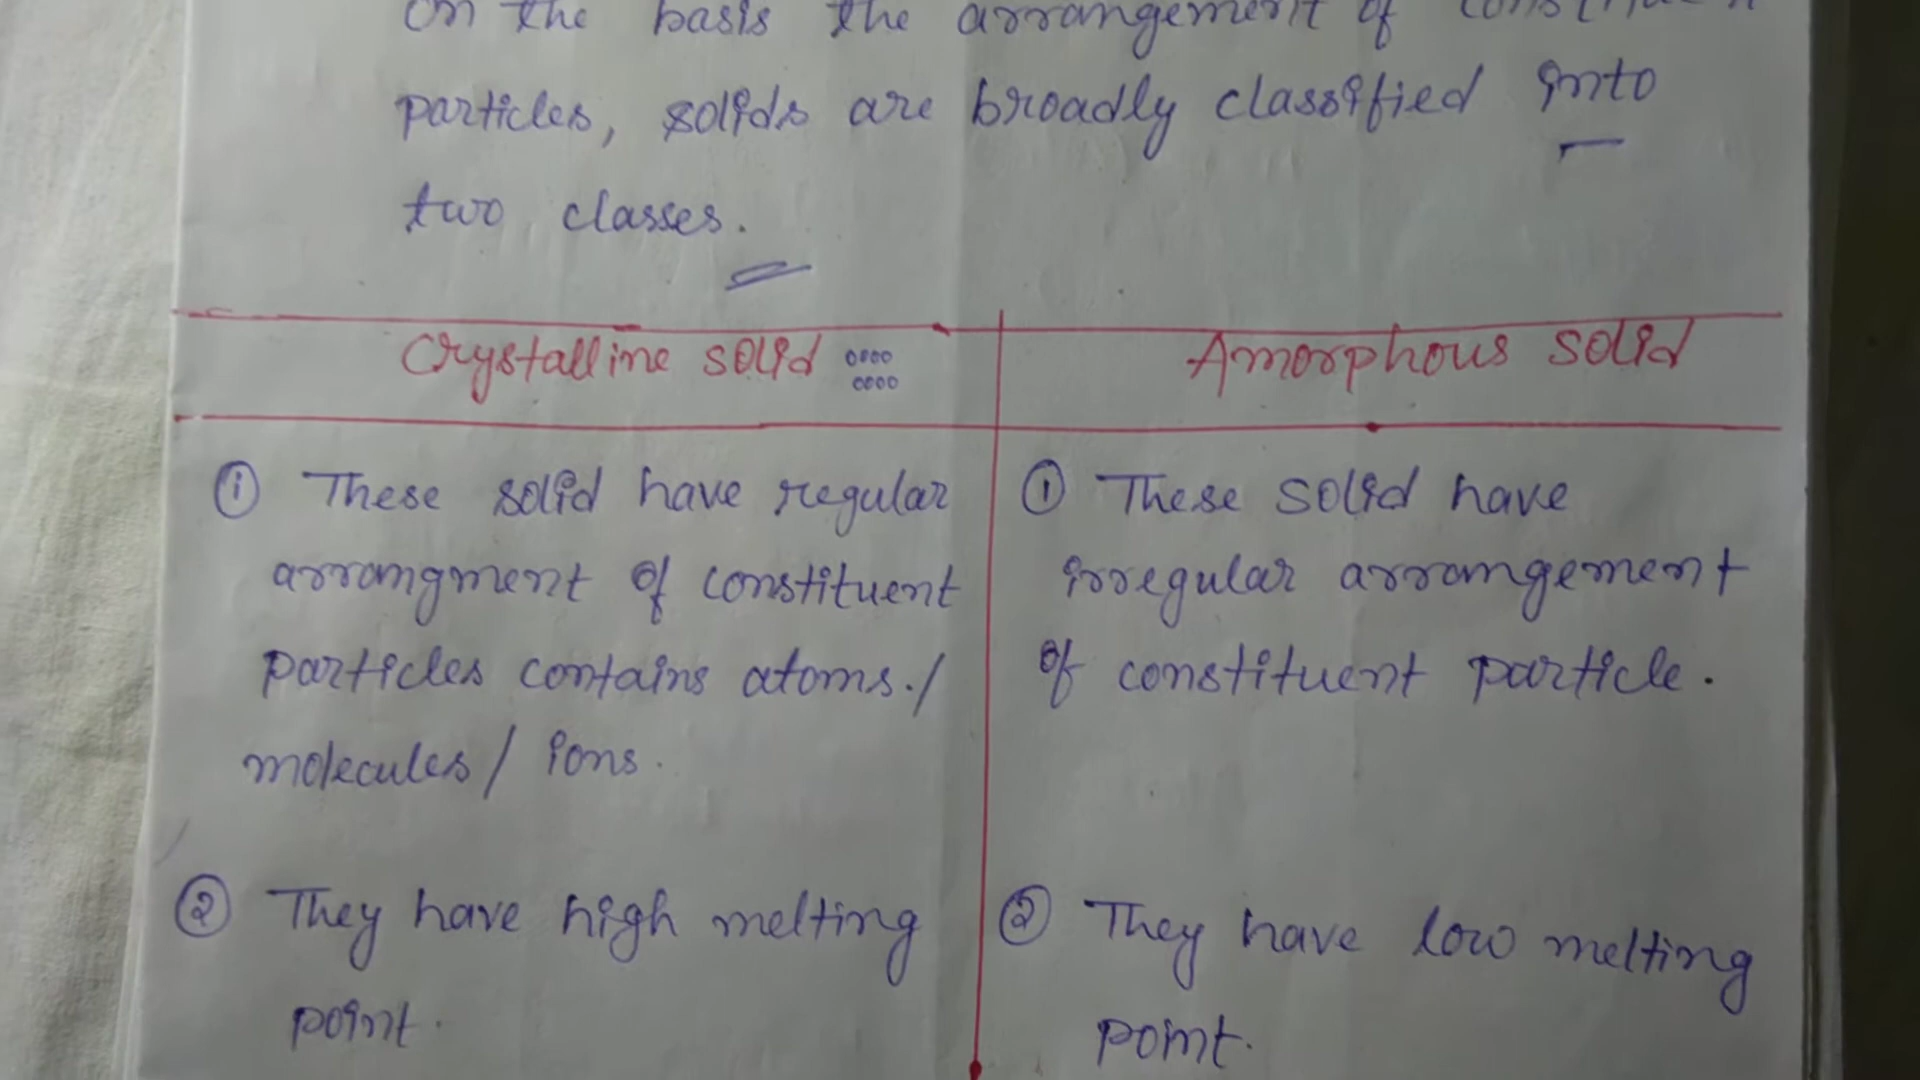 On the basis the arrangement of
particles, solids are broadly classified into
two classes.
Crystalline solid
Amorphous solid
① These solid have regular
arrangment of constituent
particles contains atoms./
molecules / ions.
② They have high melting
point.
① These solid have
irregular arrangement
of constituent particle.
② They have low melting
point.